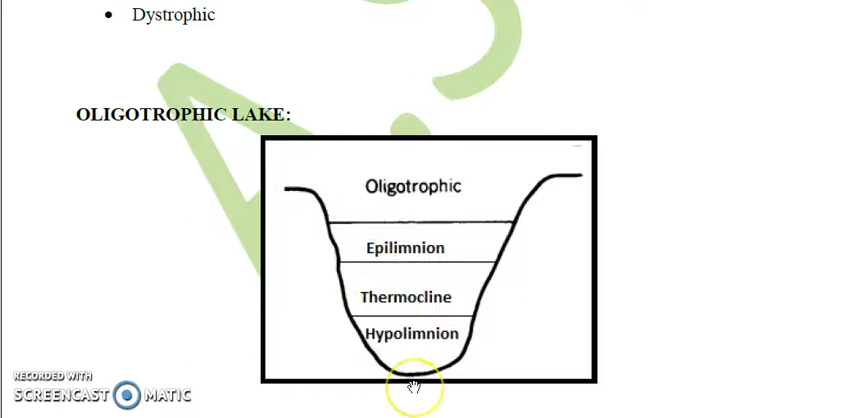 Dystrophic
OLIGOTROPHIC LAKE:
Oligotrophic
Epilimnion
Thermocline
Hypolimnion
RECORDED WITH
SCREENCAST MATIC